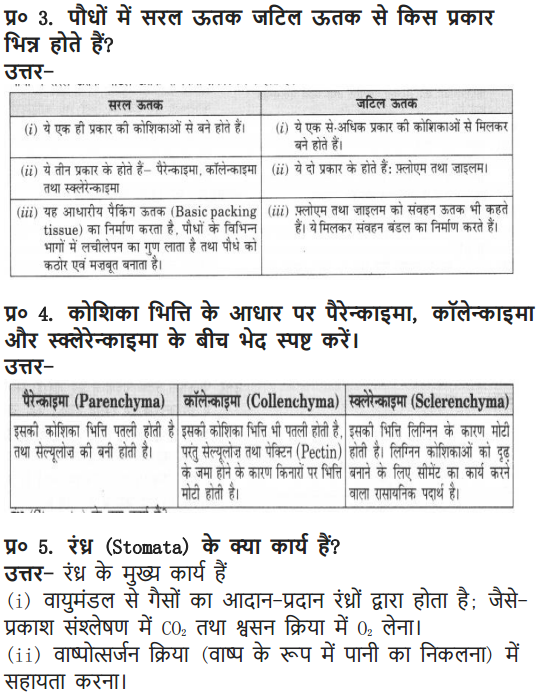 प्र० 3. पौधों में सरल ऊतक जटिल ऊतक से किस प्रकार
भिन्न होते हैं?
उत्तर-
सरल ऊतक
जटिल ऊतक
(i) ये एक ही प्रकार की कोशिकाओं से बने होते हैं।
(i) ये एक से-अधिक प्रकार की कोशिकाओं से मिलकर
बने होते हैं।
(ii) ये तीन प्रकार के होते हैं– पैरेन्काइमा, कॉलेन्काइमा
तथा स्क्लेरेन्काइमा
(ii) ये दो प्रकार के होते हैं: फ़्लोएम तथा ज़ाइलम।
(iii) यह आधारीय पैकिंग ऊतक (Basic packing
tissue) का निर्माण करता है, पौधों के विभिन्न
भागों में लचीलेपन का गुण लाता है तथा पौधे को
कठोर एवं मज़बूत बनाता है।
(iii) फ़्लोएम तथा ज़ाइलम को संवहन ऊतक भी कहते
हैं। ये मिलकर संवहन बंडल का निर्माण करते हैं।
प्र० 4. कोशिका भित्ति के आधार पर पैरेन्काइमा, कॉलेन्काइमा
और स्क्लेरेन्काइमा के बीच भेद स्पष्ट करें।
उत्तर-
पैरेन्काइमा (Parenchyma)
कॉलेन्काइमा (Collenchyma)
स्क्लेरेन्काइमा (Sclerenchyma)
इसकी कोशिका भित्ति पतली होती है
तथा सेल्यूलोज़ की बनी होती है।
इसकी कोशिका भित्ति भी पतली होती है,
परंतु सेल्यूलोज़ तथा पेक्टिन (Pectin)
के जमा होने के कारण किनारों पर भित्ति
मोटी होती है।
इसकी भित्ति लिग्निन के कारण मोटी
होती है। लिग्निन कोशिकाओं को दृढ़
बनाने के लिए सीमेंट का कार्य करने
वाला रासायनिक पदार्थ है।
प्र० 5. रंध्र (Stomata) के क्या कार्य हैं?
उत्तर- रंध्र के मुख्य कार्य हैं
(i) वायुमंडल से गैसों का आदान-प्रदान रंध्रों द्वारा होता है; जैसे-
प्रकाश संश्लेषण में CO₂ तथा श्वसन क्रिया में O₂ लेना।
(ii) वाष्पोत्सर्जन क्रिया (वाष्प के रूप में पानी का निकलना) में
सहायता करना।